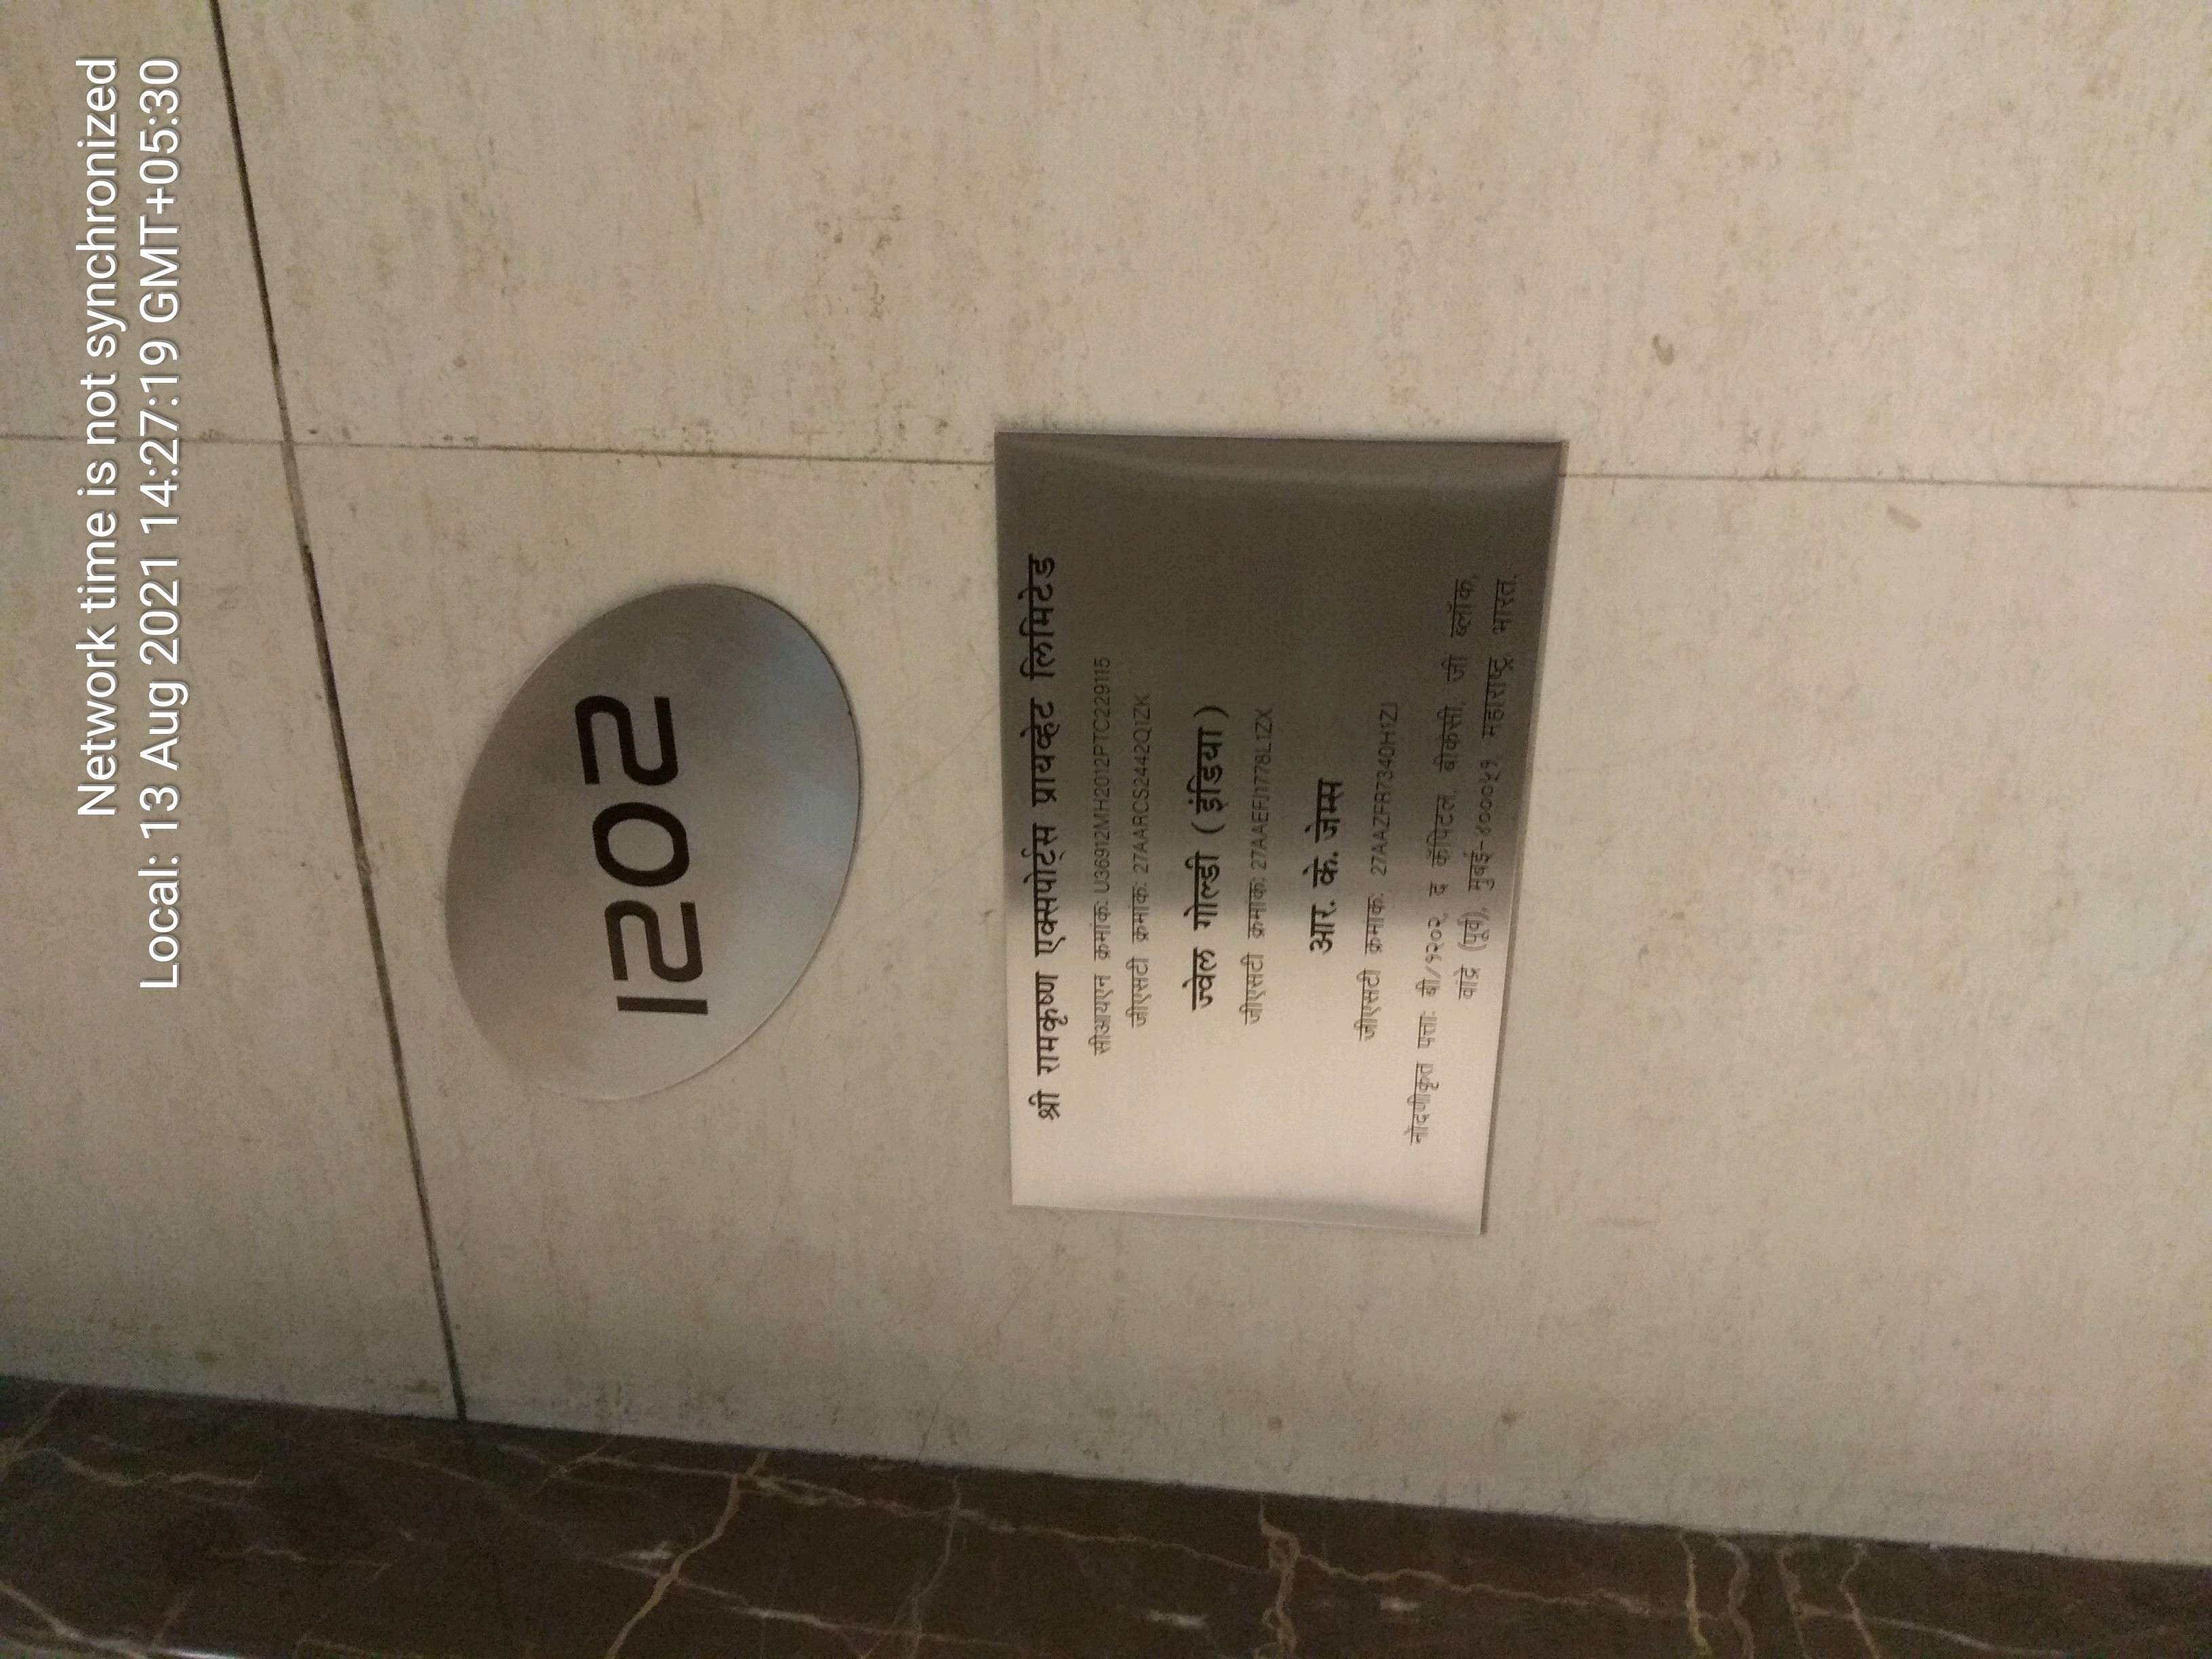 Network time is not synchronized
Local: 13 Aug 2021 14:27:19 GMT+05:30
1202
श्री रामकृष्ण एक्सपोर्ट्स प्रायव्हेट लिमिटेड
सीआयएन क्रमांक: U36912MH2012PTC229115
जीएसटी क्रमांक: 27AARCS2442Q1ZK
ज्वेल गोल्डी (इंडिया)
जीएसटी क्रमांक: 27AAEFJ1778L1ZX
आर. के. जेम्स
जीएसटी क्रमांक: 27AAZFR7340H1ZJ
नोंदणीकृत पत्ता: बी/१२०२, द कॅपिटल, बीकेसी, जी ब्लॉक,
वांद्रे (पूर्व), मुंबई-४०००५१, महाराष्ट्र, भारत.